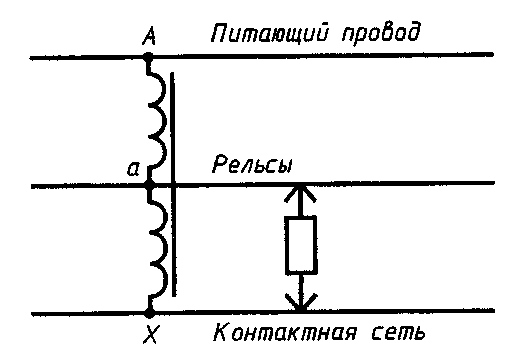 А Питающий провод
а Рельсы
Х Контактная сеть